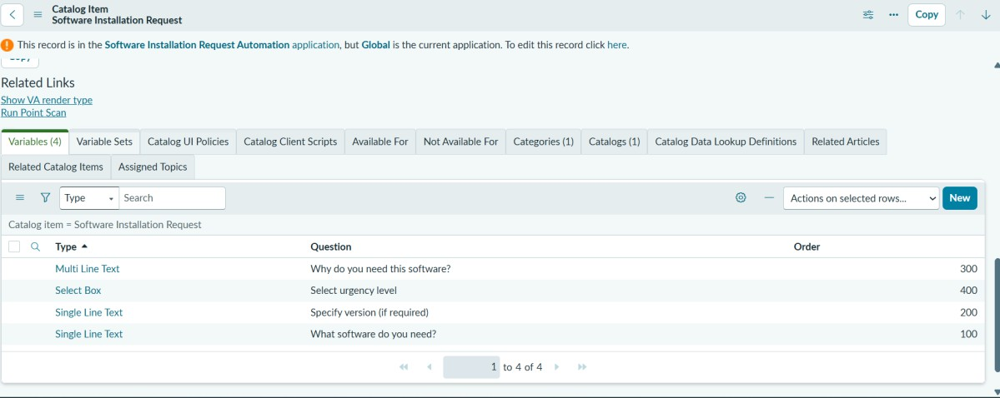 Catalog Item
Software Installation Request
Copy
This record is in the Software Installation Request Automation application, but Global is the current application. To edit this record click here.
Copy
Related Links
Show VA render type
Run Point Scan
Variables (4) Variable Sets Catalog UI Policies Catalog Client Scripts Available For Not Available For Categories (1) Catalogs (1) Catalog Data Lookup Definitions Related Articles
Related Catalog Items Assigned Topics
Type Search Actions on selected rows... New
Catalog item = Software Installation Request
Type Question Order
Multi Line Text Why do you need this software? 300
Select Box Select urgency level 400
Single Line Text Specify version (if required) 200
Single Line Text What software do you need? 100
1 to 4 of 4